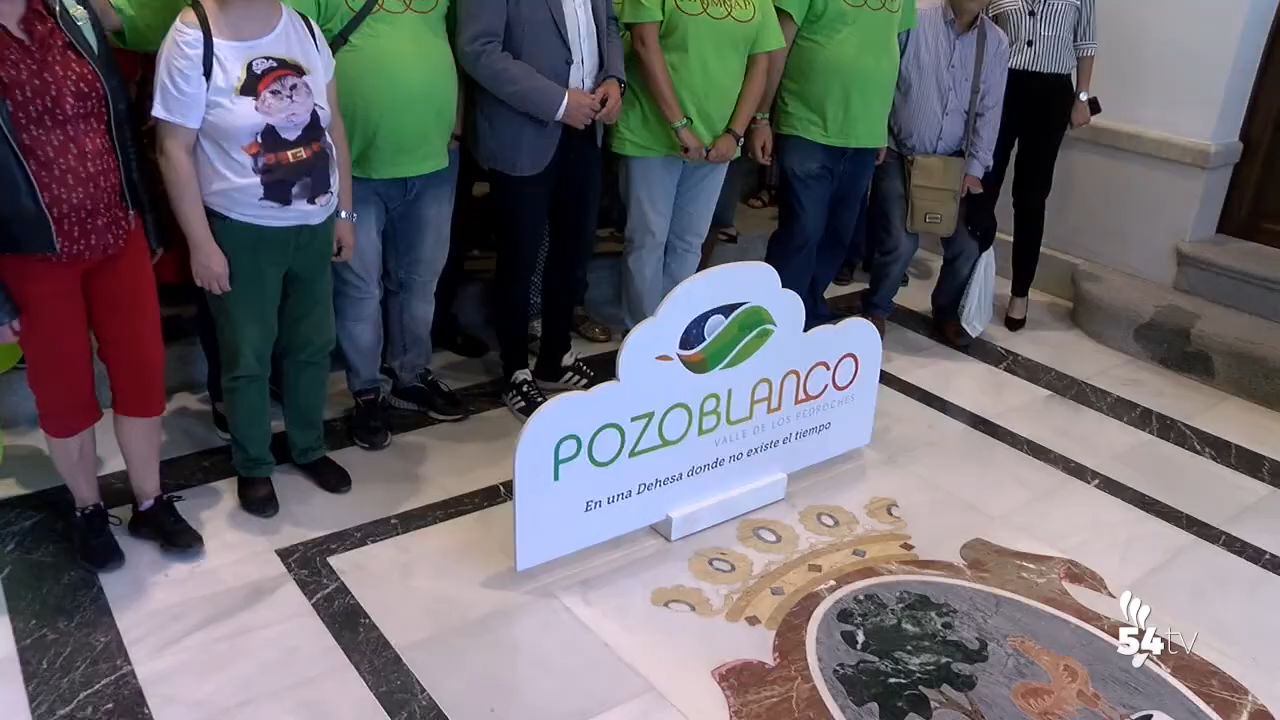 POZOBLANCO
VALLE DE LOS PEDROCHES
En una Dehesa donde no existe el tiempo
54tv